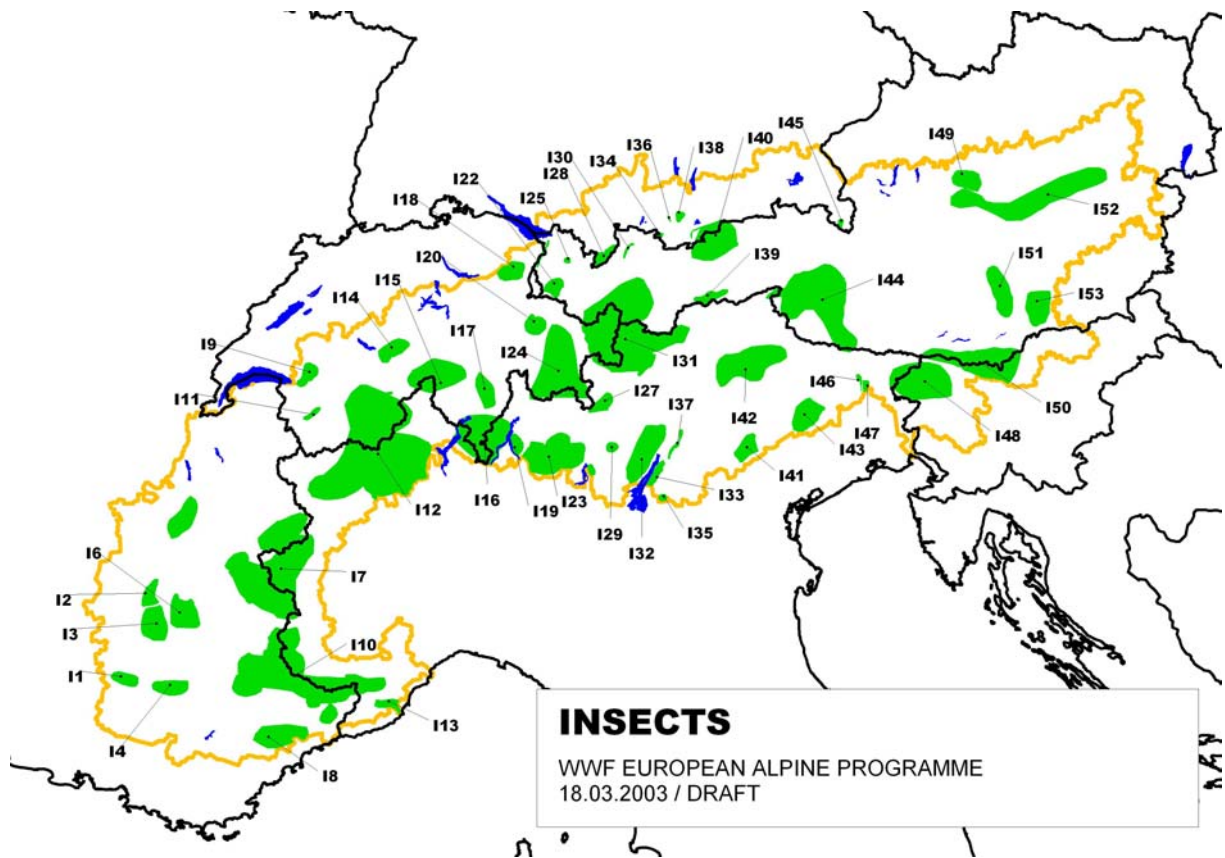 I45
I40
I36
I38
I34
I30
I28
I49
I22
I25
I18
I52
I20
I39
I15
I51
I14
I44
I53
I17
I9
I24
I31
I46
I11
I27
I42
I50
I37
I47
I48
I43
I41
I33
I12
I16
I19
I23
I29
I35
I32
I6
I7
I2
I3
I10
I1
I13
I4
I8
INSECTS
WWF EUROPEAN ALPINE PROGRAMME
18.03.2003 / DRAFT